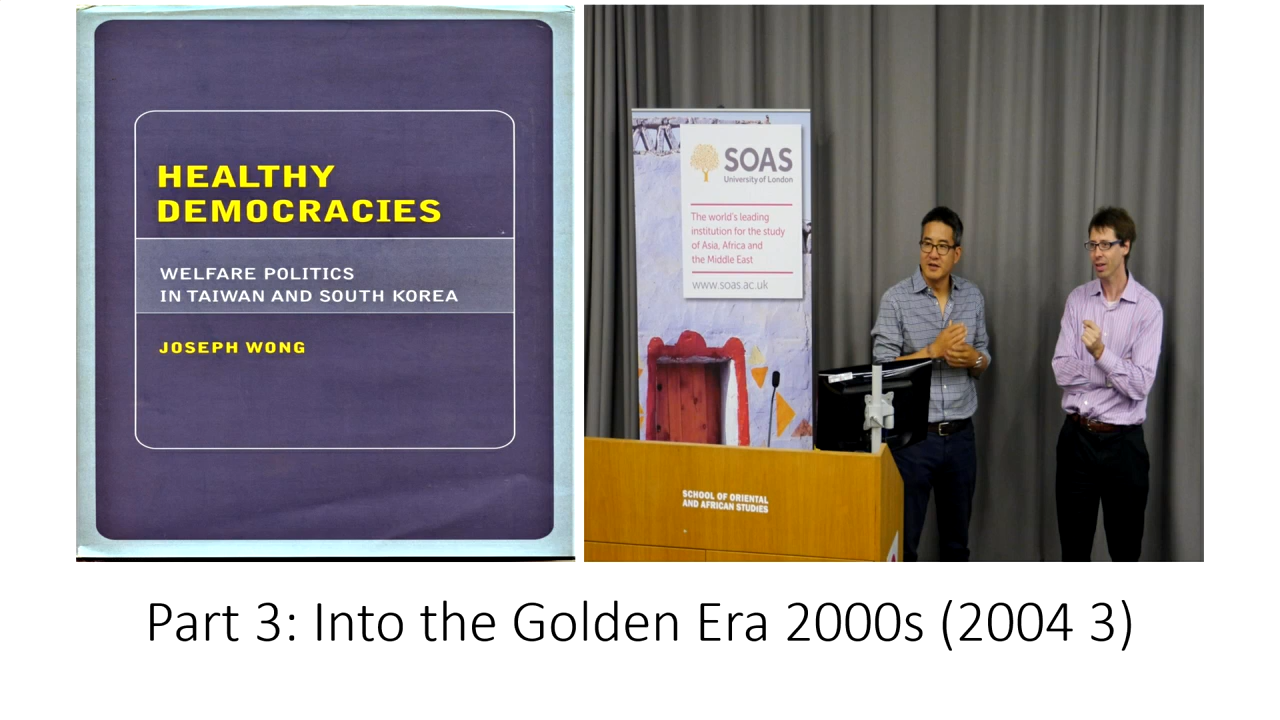 HEALTHY
DEMOCRACIES
WELFARE POLITICS
IN TAIWAN AND SOUTH KOREA
JOSEPH WONG
SOAS
University of London
The world's leading
institution for the study
of Asia, Africa and
the Middle East
www.soas.ac.uk
SCHOOL OF ORIENTAL
AND AFRICAN STUDIES
Part 3: Into the Golden Era 2000s (2004 3)